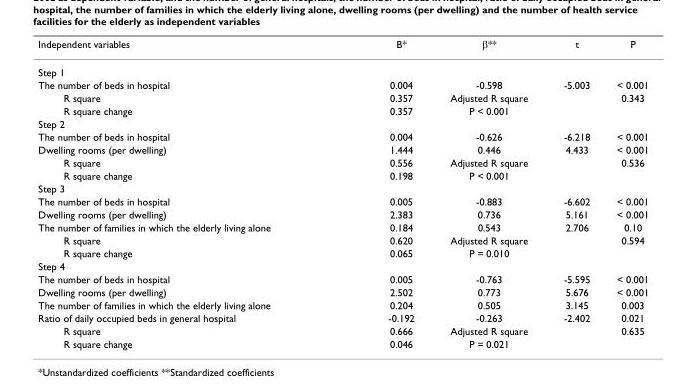 hospital, the number of families in which the elderly living alone, dwelling rooms (per dwelling) and the number of health service
facilities for the elderly as independent variables
Independent variables B* β** t P
Step 1
The number of beds in hospital 0.004 -0.598 -5.003 < 0.001
R square 0.357 Adjusted R square 0.343
R square change 0.357 P < 0.001
Step 2
The number of beds in hospital 0.004 -0.626 -6.218 < 0.001
Dwelling rooms (per dwelling) 1.444 0.446 4.433 < 0.001
R square 0.556 Adjusted R square 0.536
R square change 0.198 P < 0.001
Step 3
The number of beds in hospital 0.005 -0.883 -6.602 < 0.001
Dwelling rooms (per dwelling) 2.383 0.736 5.161 < 0.001
The number of families in which the elderly living alone 0.184 0.543 2.706 0.10
R square 0.620 Adjusted R square 0.594
R square change 0.065 P = 0.010
Step 4
The number of beds in hospital 0.005 -0.763 -5.595 < 0.001
Dwelling rooms (per dwelling) 2.502 0.773 5.676 < 0.001
The number of families in which the elderly living alone 0.204 0.505 3.145 0.003
Ratio of daily occupied beds in general hospital -0.192 -0.263 -2.402 0.021
R square 0.666 Adjusted R square 0.635
R square change 0.046 P = 0.021
*Unstandardized coefficients **Standardized coefficients